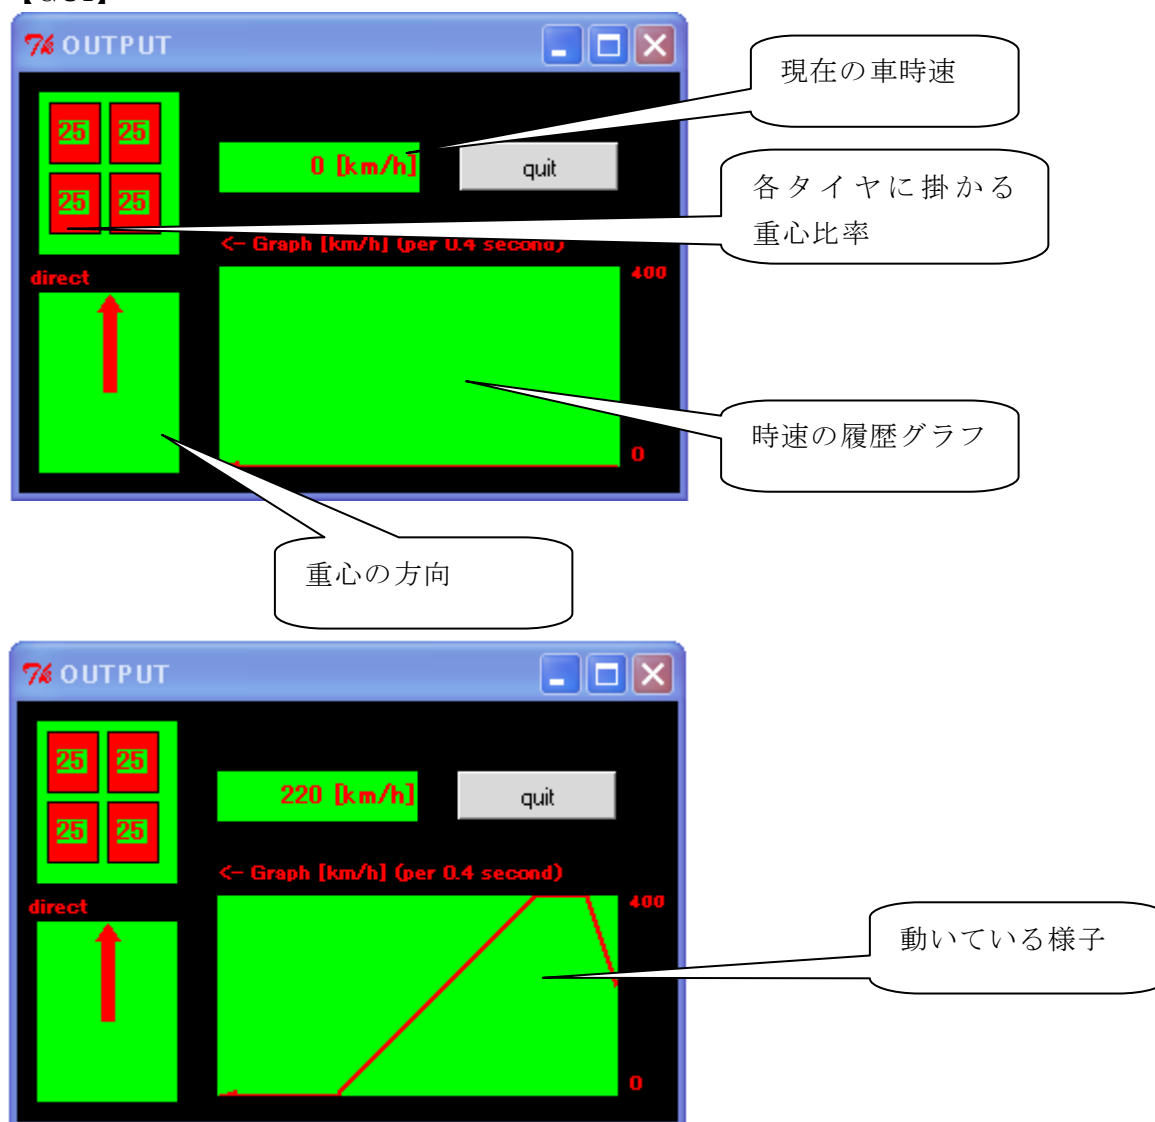 【GUI】
OUTPUT
現在の車時速
25 25
0 [km/h]
quit
各タイヤに掛かる
重心比率
25 25
<- Graph [km/h] (per 0.4 second)
direct
400
時速の履歴グラフ
0
重心の方向
OUTPUT
25 25
220 [km/h]
quit
25 25
<- Graph [km/h] (per 0.4 second)
direct
400
動いている様子
0